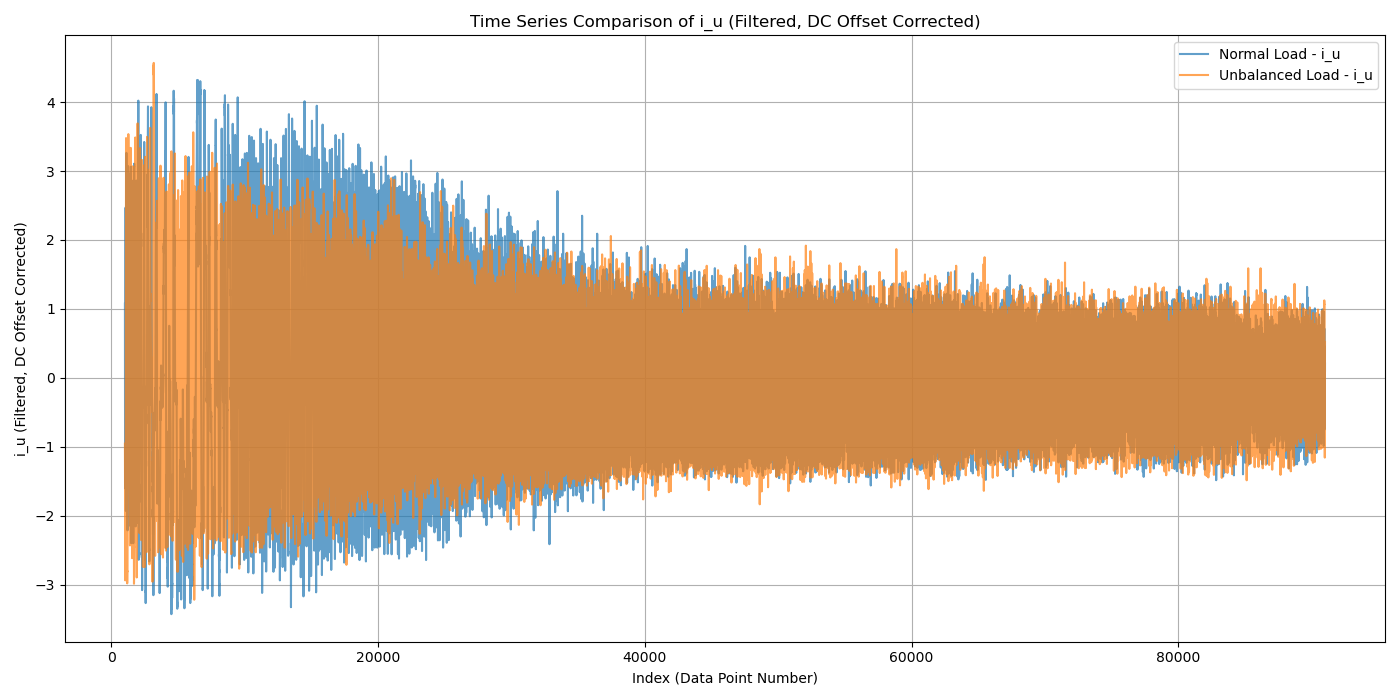 Time Series Comparison of i_u (Filtered, DC Offset Corrected)
Normal Load - i_u
Unbalanced Load - i_u
i_u (Filtered, DC Offset Corrected)
4
3
2
1
0
−1
−2
−3
0 20000 40000 60000 80000
Index (Data Point Number)